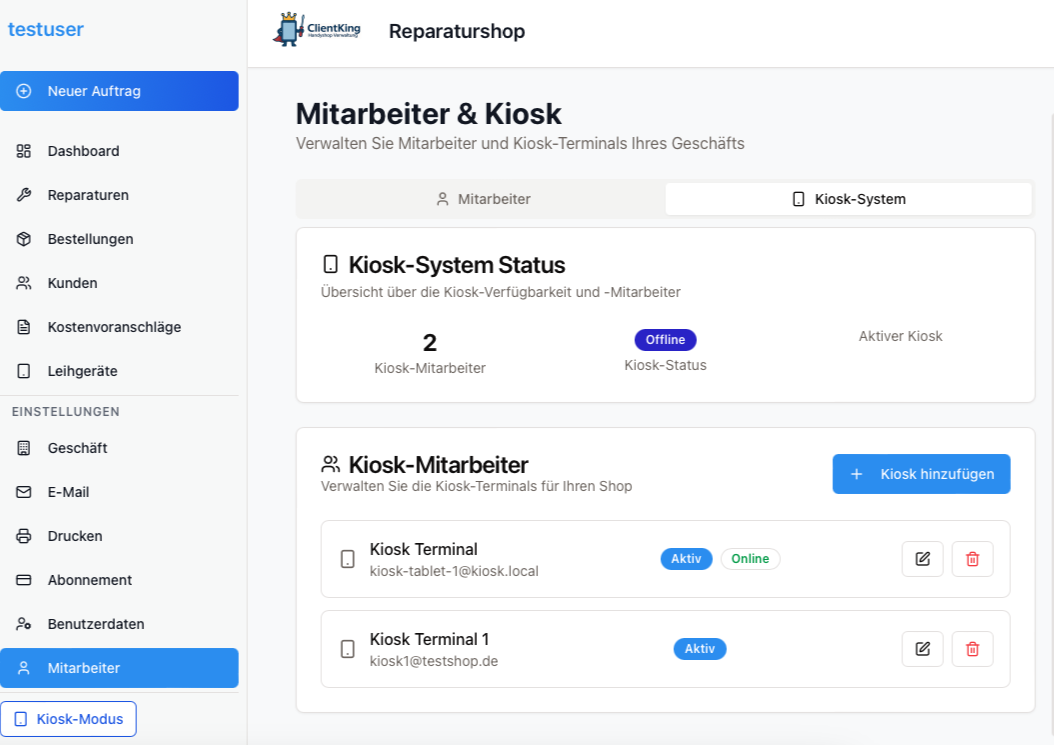 testuser
ClientKing
Handyshop Verwaltung
Reparaturshop
Neuer Auftrag
Dashboard
Reparaturen
Bestellungen
Kunden
Kostenvoranschläge
Leihgeräte
EINSTELLUNGEN
Geschäft
E-Mail
Drucken
Abonnement
Benutzerdaten
Mitarbeiter
Kiosk-Modus
Mitarbeiter & Kiosk
Verwalten Sie Mitarbeiter und Kiosk-Terminals Ihres Geschäfts
Mitarbeiter
Kiosk-System
Kiosk-System Status
Übersicht über die Kiosk-Verfügbarkeit und -Mitarbeiter
2
Kiosk-Mitarbeiter
Offline
Kiosk-Status
Aktiver Kiosk
Kiosk-Mitarbeiter
Verwalten Sie die Kiosk-Terminals für Ihren Shop
Kiosk hinzufügen
Kiosk Terminal
kiosk-tablet-1@kiosk.local
Aktiv
Online
Kiosk Terminal 1
kiosk1@testshop.de
Aktiv